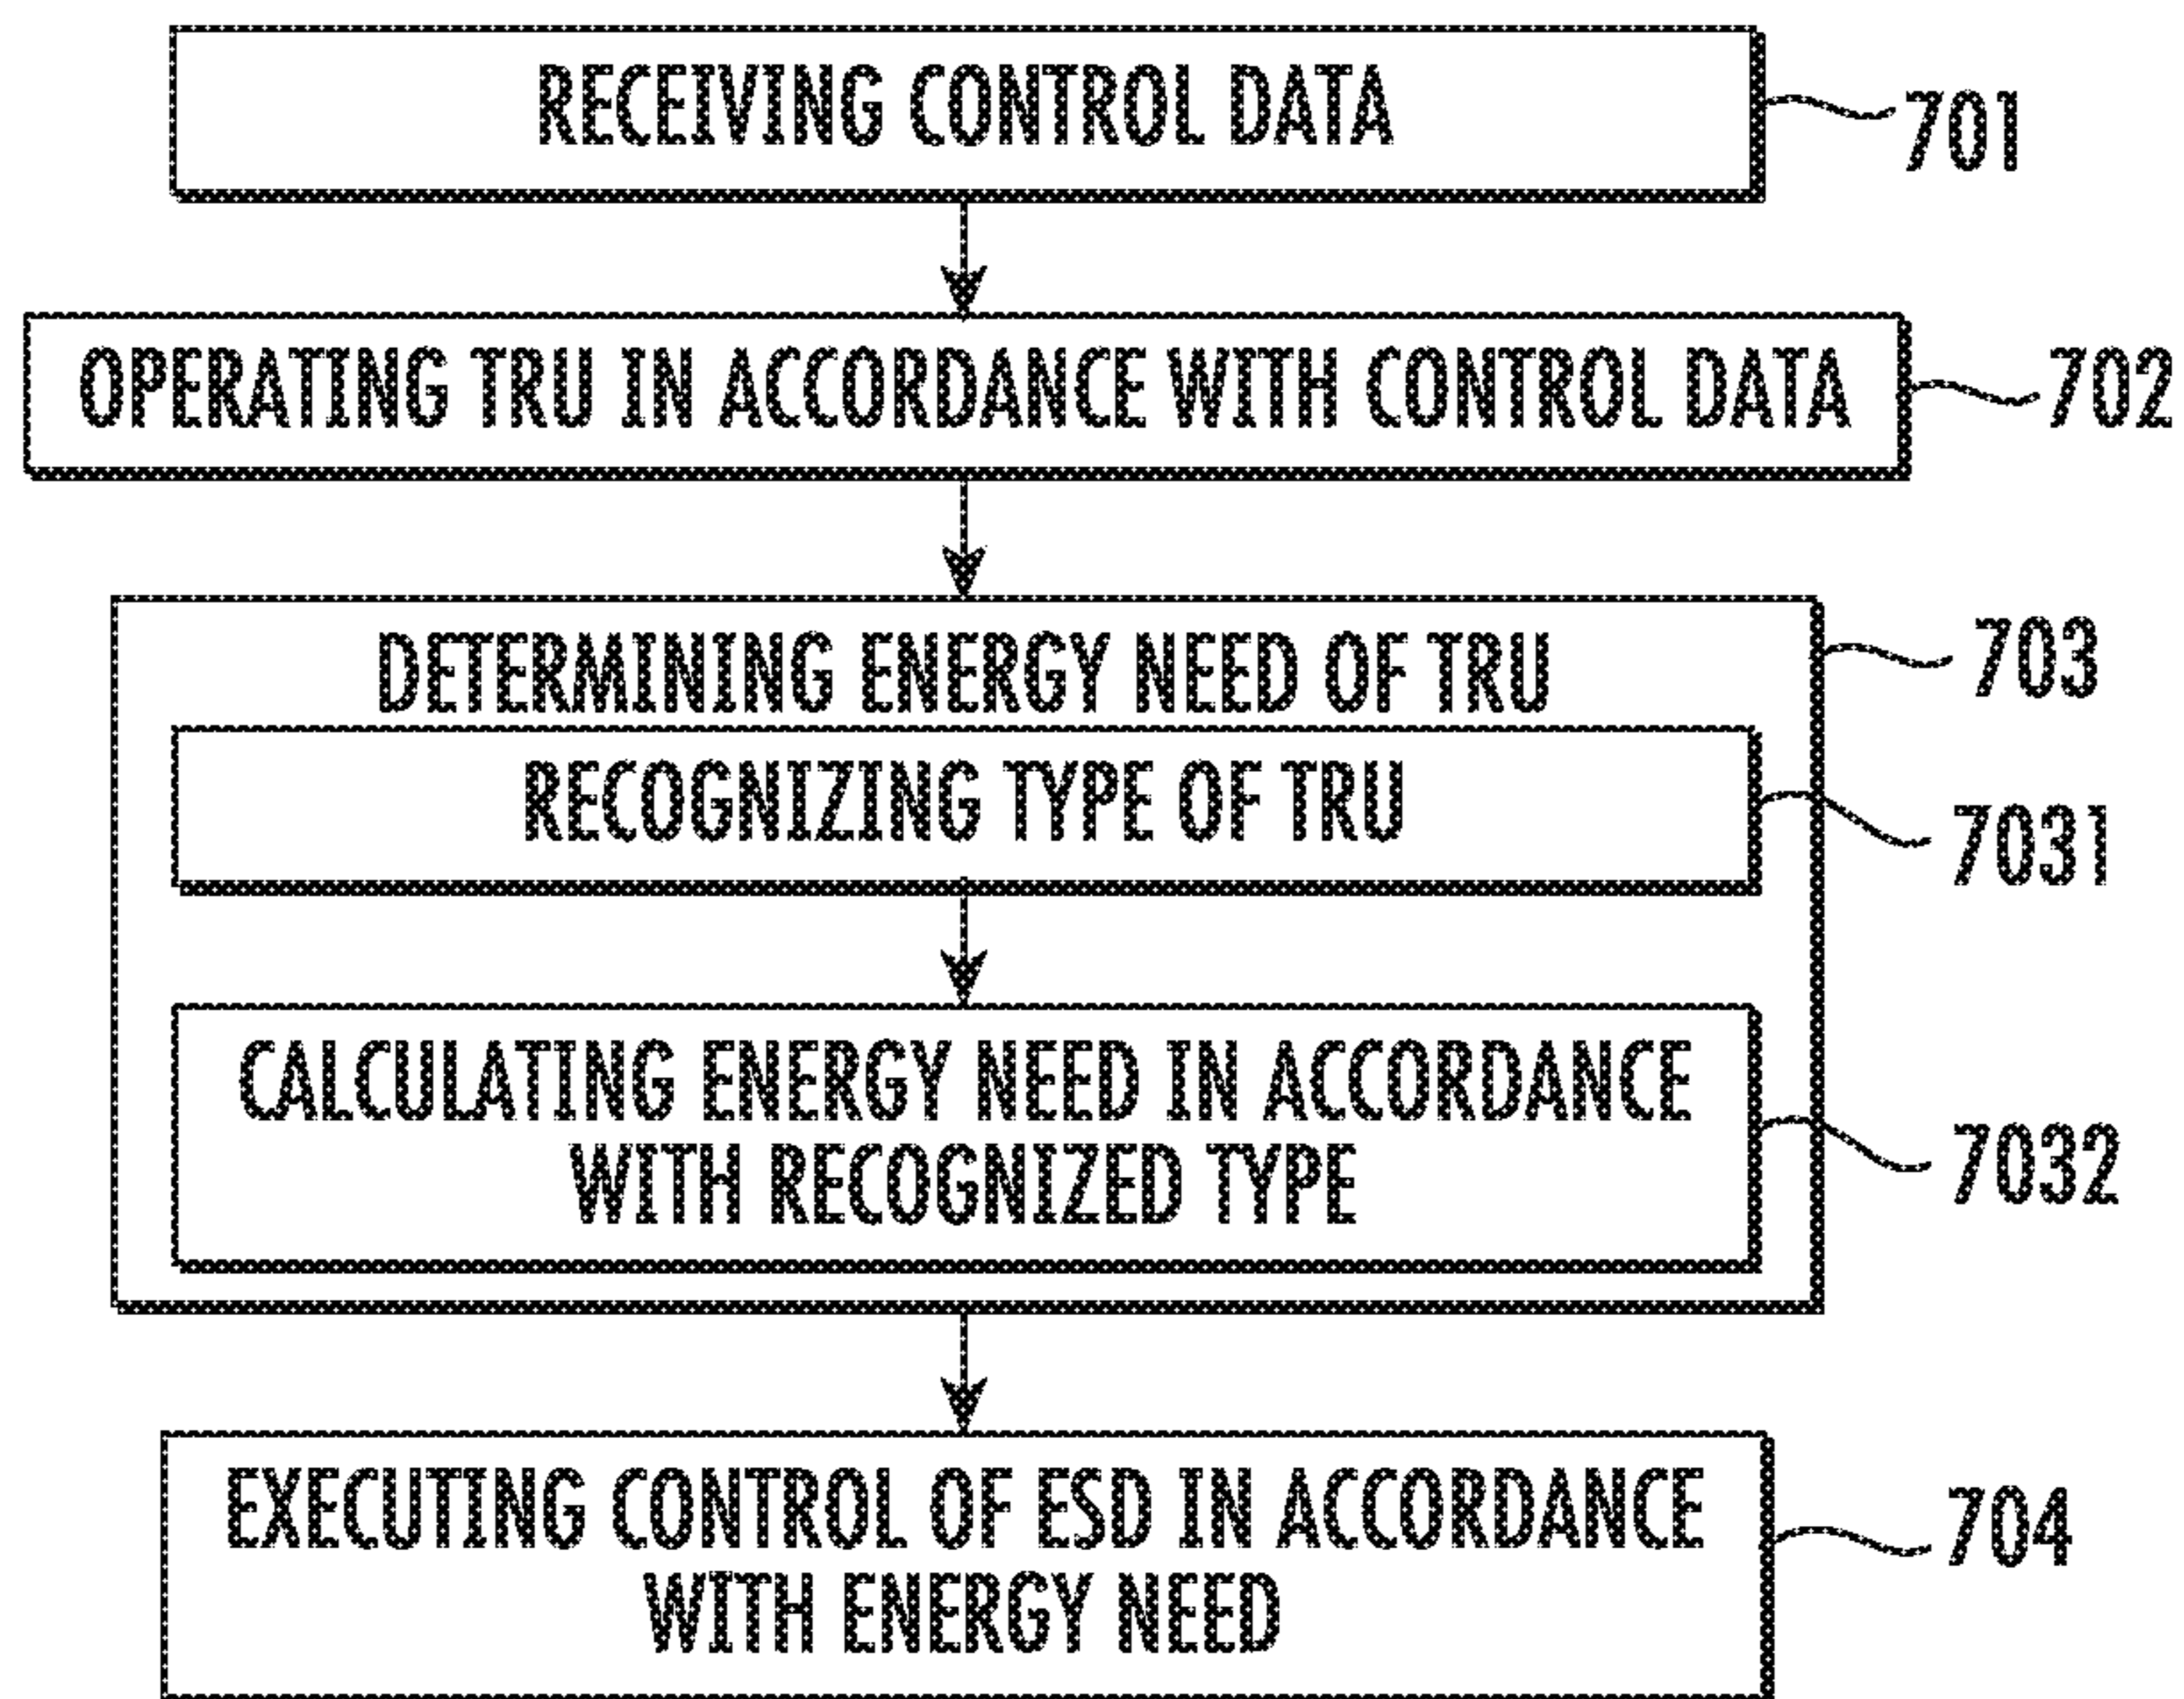 RECEIVING CONTROL DATA
701
OPERATING TRU IN ACCORDANCE WITH CONTROL DATA
702
DETERMINING ENERGY NEED OF TRU
703
RECOGNIZING TYPE OF TRU
7031
CALCULATING ENERGY NEED IN ACCORDANCE
WITH RECOGNIZED TYPE
7032
EXECUTING CONTROL OF ESD IN ACCORDANCE
WITH ENERGY NEED
704